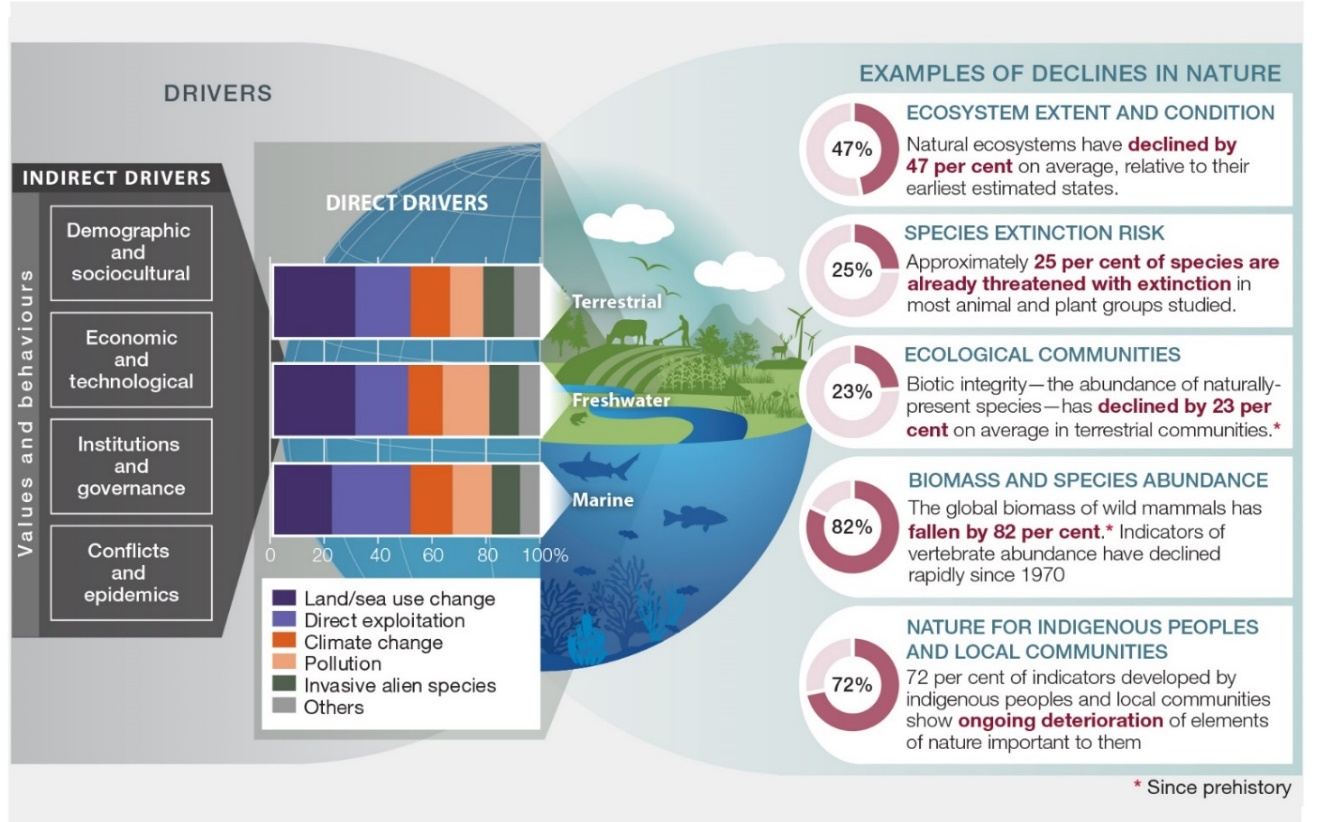 DRIVERS
INDIRECT DRIVERS
Values and behaviours
Demographic
and
sociocultural
Economic
and
technological
Institutions
and
governance
Conflicts
and
epidemics
DIRECT DRIVERS
Terrestrial
Freshwater
Marine
0 20 40 60 80 100%
Land/sea use change
Direct exploitation
Climate change
Pollution
Invasive alien species
Others
EXAMPLES OF DECLINES IN NATURE
47%
ECOSYSTEM EXTENT AND CONDITION
Natural ecosystems have declined by
47 per cent on average, relative to their
earliest estimated states.
25%
SPECIES EXTINCTION RISK
Approximately 25 per cent of species are
already threatened with extinction in
most animal and plant groups studied.
23%
ECOLOGICAL COMMUNITIES
Biotic integrity—the abundance of naturally-
present species—has declined by 23 per
cent on average in terrestrial communities.*
82%
BIOMASS AND SPECIES ABUNDANCE
The global biomass of wild mammals has
fallen by 82 per cent.* Indicators of
vertebrate abundance have declined
rapidly since 1970
72%
NATURE FOR INDIGENOUS PEOPLES
AND LOCAL COMMUNITIES
72 per cent of indicators developed by
indigenous peoples and local communities
show ongoing deterioration of elements
of nature important to them
* Since prehistory